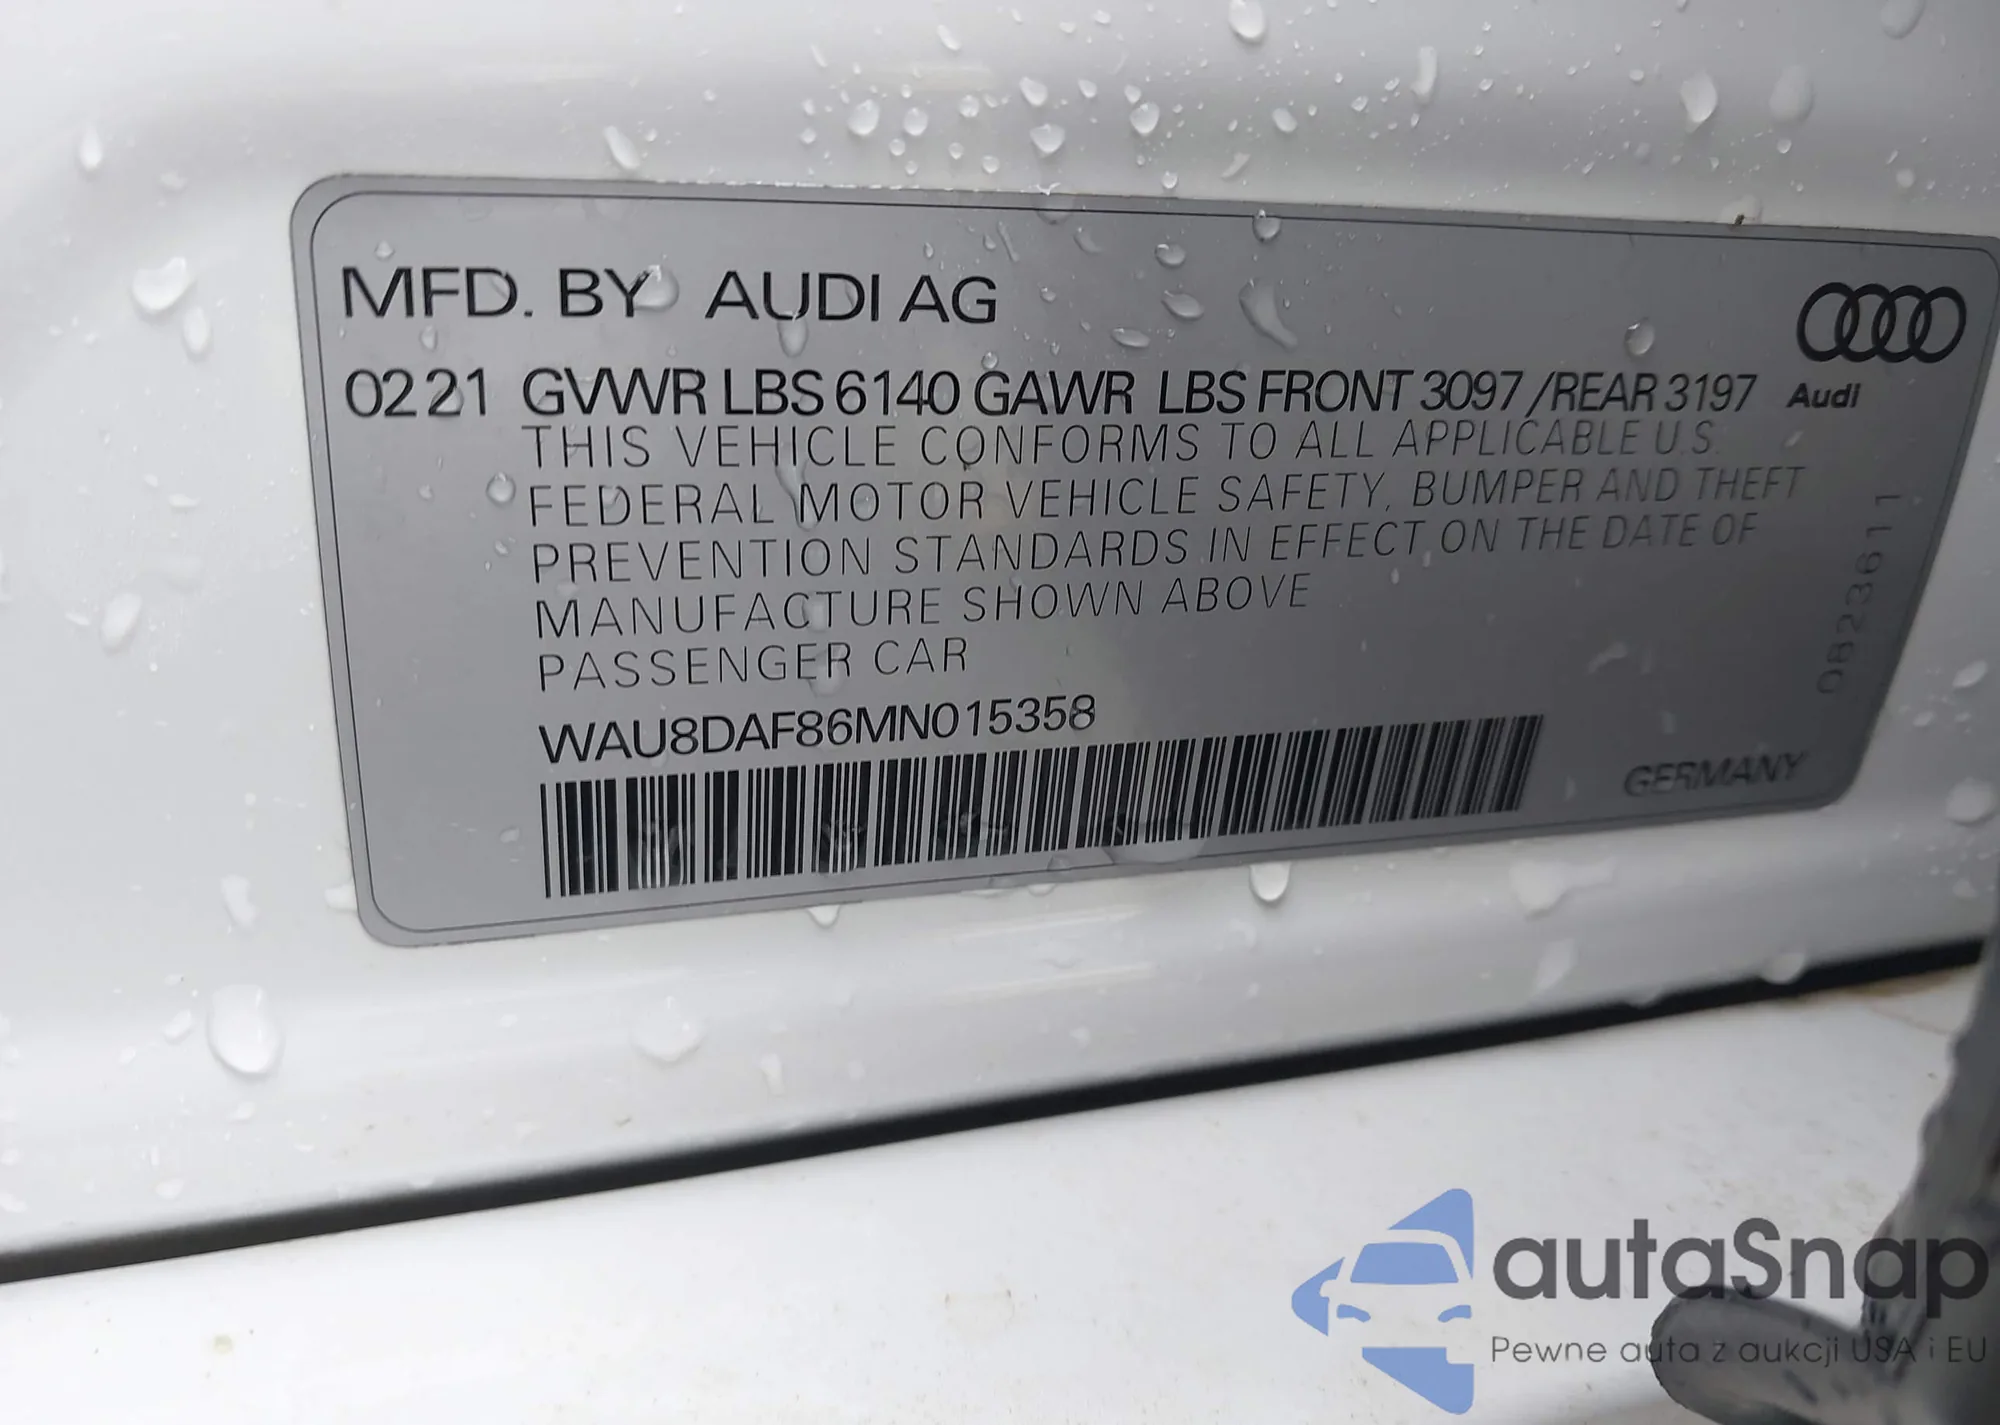 MFD. BY AUDI AG
0221 GVWR LBS 6140 GAWR LBS FRONT 3097 /REAR 3197
Audi
THIS VEHICLE CONFORMS TO ALL APPLICABLE U.S.
FEDERAL MOTOR VEHICLE SAFETY, BUMPER AND THEFT
PREVENTION STANDARDS IN EFFECT ON THE DATE OF
MANUFACTURE SHOWN ABOVE
PASSENGER CAR
WAU8DAF86MN015358
0823611
GERMANY
autaSnap
Pewne auta z aukcji USA i EU